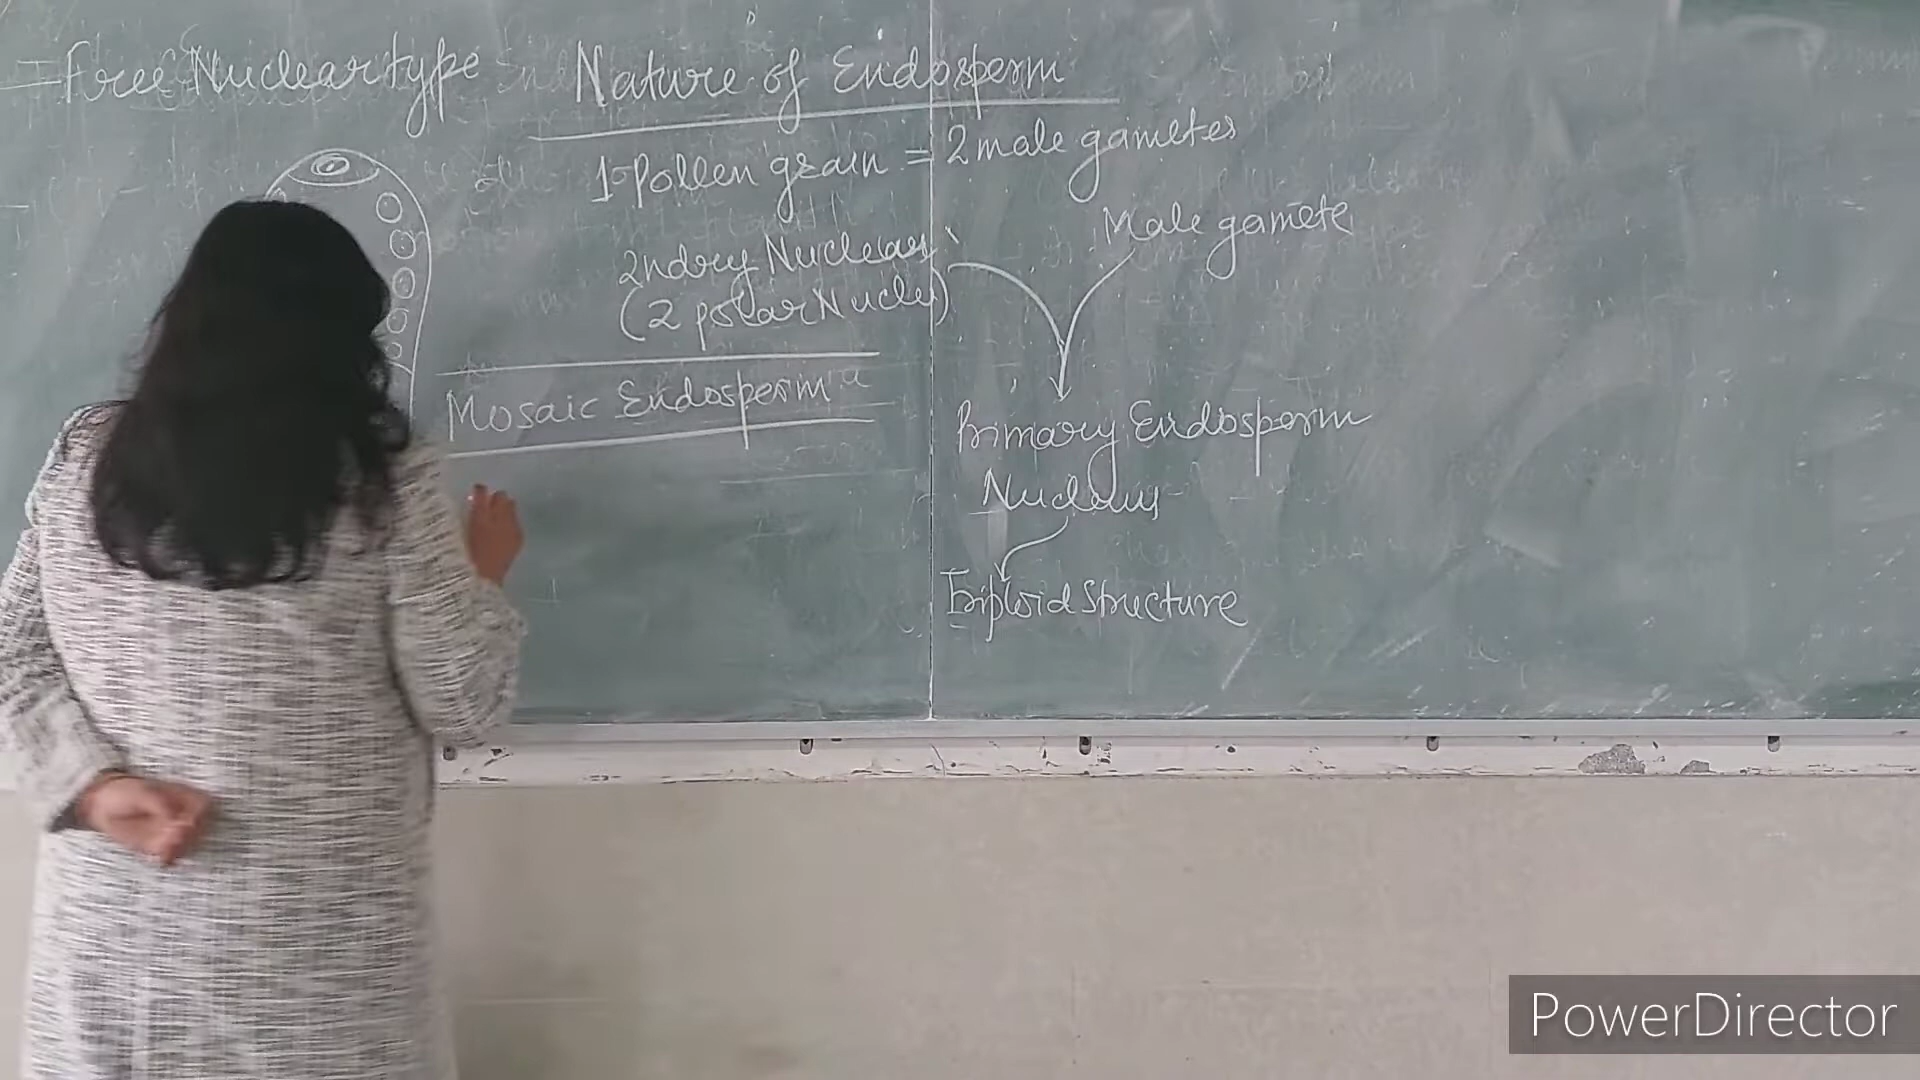 Free Nuclear type
Nature of Endosperm
1 Pollen grain = 2 male gametes
2ndry Nucleus
(2 polar Nuclei)
Male gamete
Mosaic Endosperm
Primary Endosperm
Nucleus
Triploid Structure
PowerDirector